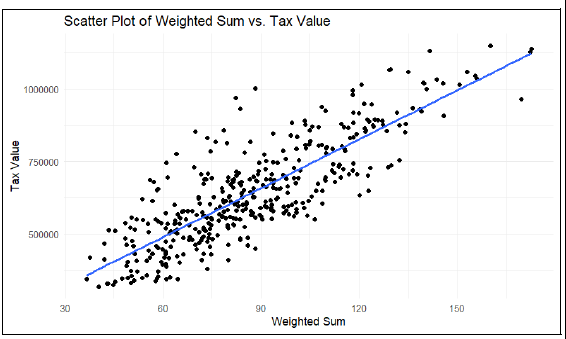 Scatter Plot of Weighted Sum vs. Tax Value
1000000
750000
500000
Tax Value
30 60 90 120 150
Weighted Sum